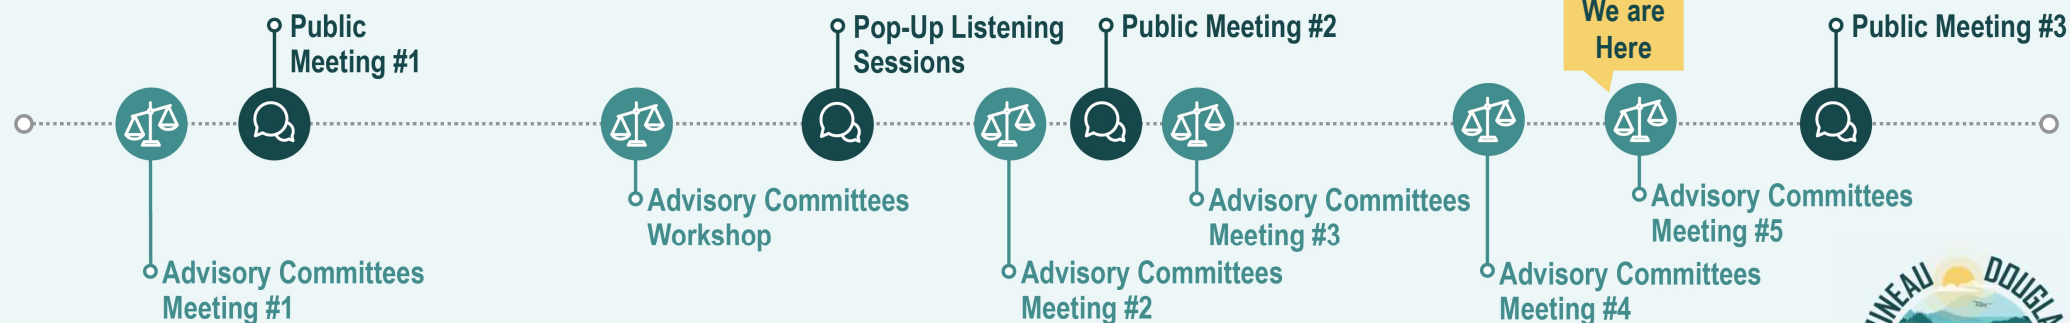 Public
Meeting #1
Pop-Up Listening
Sessions
Public Meeting #2
We are
Here
Public Meeting #3
Advisory Committees
Workshop
Advisory Committees
Meeting #3
Advisory Committees
Meeting #5
Advisory Committees
Meeting #1
Advisory Committees
Meeting #2
Advisory Committees
Meeting #4